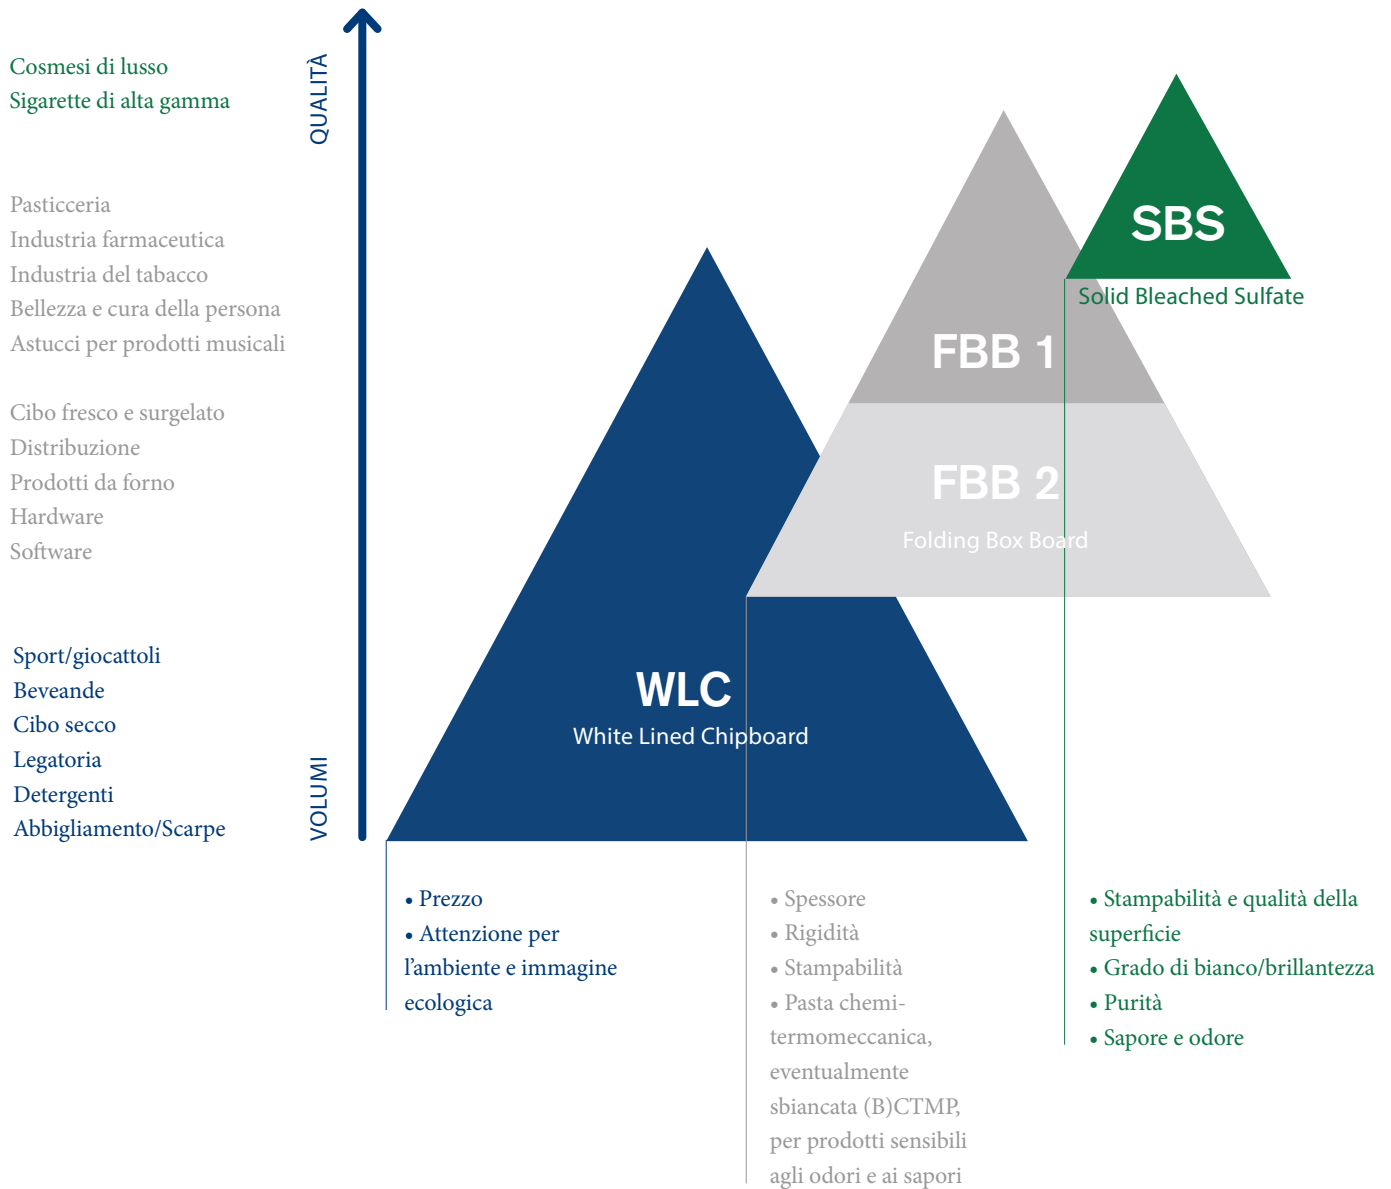 Cosmesi di lusso
Sigarette di alta gamma
QUALITÀ
Pasticceria
Industria farmaceutica
Industria del tabacco
Bellezza e cura della persona
Astucci per prodotti musicali
Cibo fresco e surgelato
Distribuzione
Prodotti da forno
Hardware
Software
Sport/giocattoli
Beveande
Cibo secco
Legatoria
Detergenti
Abbigliamento/Scarpe
VOLUMI
SBS
Solid Bleached Sulfate
FBB 1
FBB 2
Folding Box Board
WLC
White Lined Chipboard
• Prezzo
• Attenzione per
l'ambiente e immagine
ecologica
• Spessore
• Rigidità
• Stampabilità
• Pasta chemi-
termomeccanica,
eventualmente
sbiancata (B)CTMP,
per prodotti sensibili
agli odori e ai sapori
• Stampabilità e qualità della
superficie
• Grado di bianco/brillantezza
• Purità
• Sapore e odore